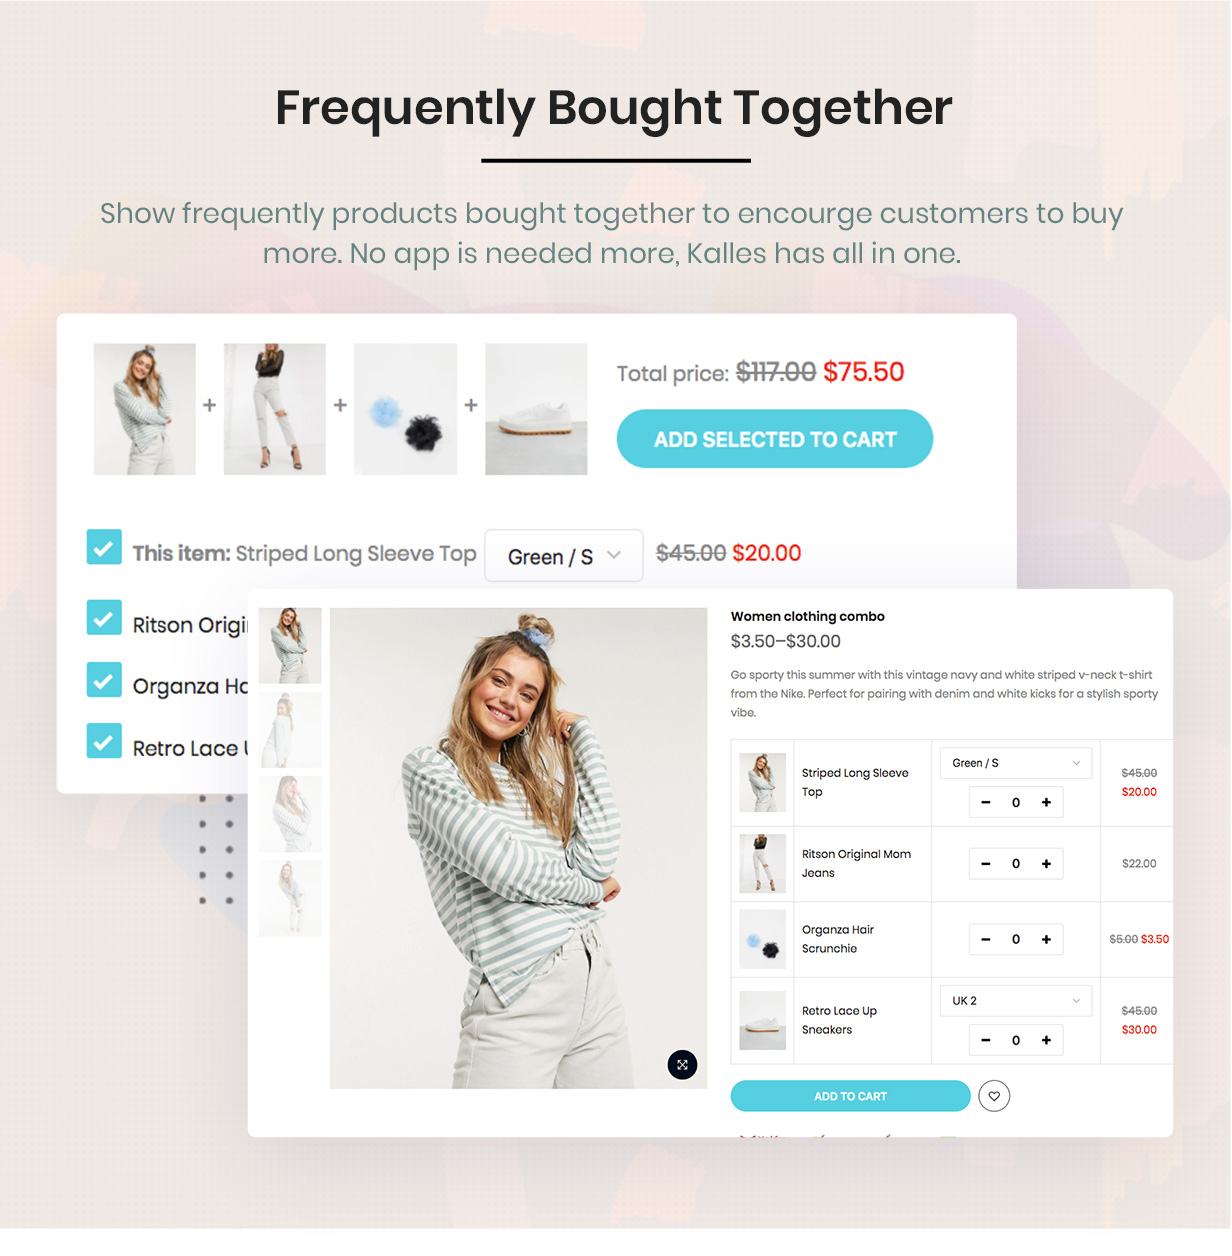 Frequently Bought Together
Show frequently products bought together to encourge customers to buy
more. No app is needed more, Kalles has all in one.
+ + +
Total price: $117.00 $75.50
ADD SELECTED TO CART
This item: Striped Long Sleeve Top Green / S $45.00 $20.00
Ritson Origi
Organza Ha
Retro Lace
Women clothing combo
$3.50–$30.00
Go sporty this summer with this vintage navy and white striped v-neck t-shirt
from the Nike. Perfect for pairing with denim and white kicks for a stylish sporty
vibe.
Striped Long Sleeve
Top
Green / S
- 0 +
$45.00
$20.00
Ritson Original Mom
Jeans
- 0 +
$22.00
Organza Hair
Scrunchie
- 0 +
$5.00 $3.50
Retro Lace Up
Sneakers
UK 2
- 0 +
$45.00
$30.00
ADD TO CART